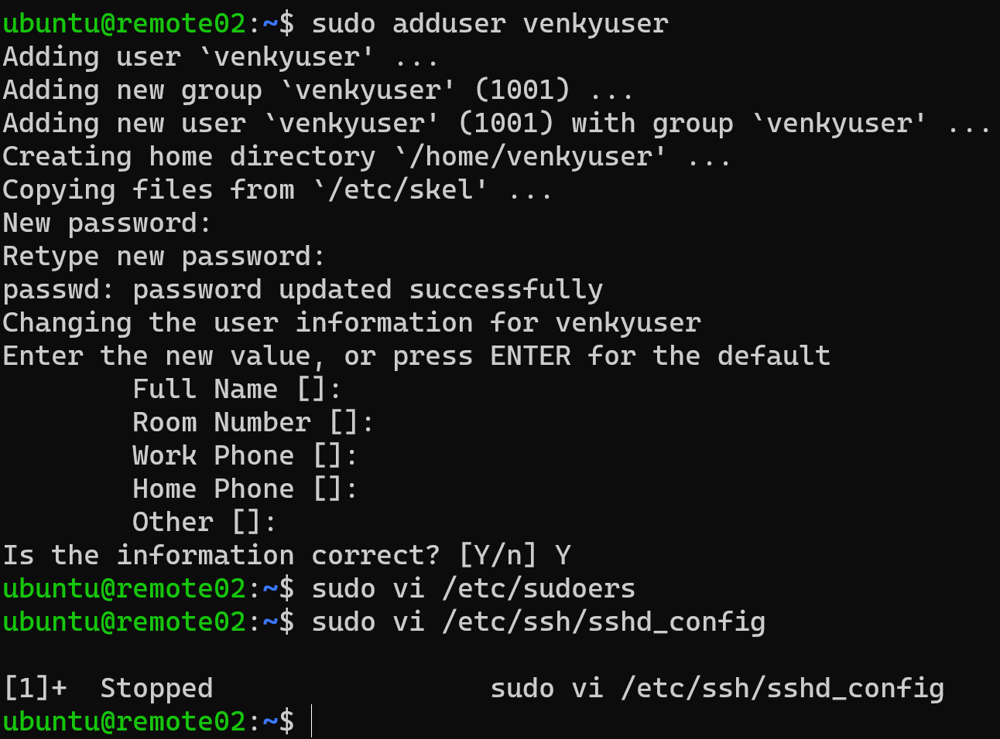 ubuntu@remote02:~$ sudo adduser venkyuser
Adding user `venkyuser' ...
Adding new group `venkyuser' (1001) ...
Adding new user `venkyuser' (1001) with group `venkyuser' ...
Creating home directory `/home/venkyuser' ...
Copying files from `/etc/skel' ...
New password:
Retype new password:
passwd: password updated successfully
Changing the user information for venkyuser
Enter the new value, or press ENTER for the default
        Full Name []:
        Room Number []:
        Work Phone []:
        Home Phone []:
        Other []:
Is the information correct? [Y/n] Y
ubuntu@remote02:~$ sudo vi /etc/sudoers
ubuntu@remote02:~$ sudo vi /etc/ssh/sshd_config

[1]+  Stopped                 sudo vi /etc/ssh/sshd_config
ubuntu@remote02:~$